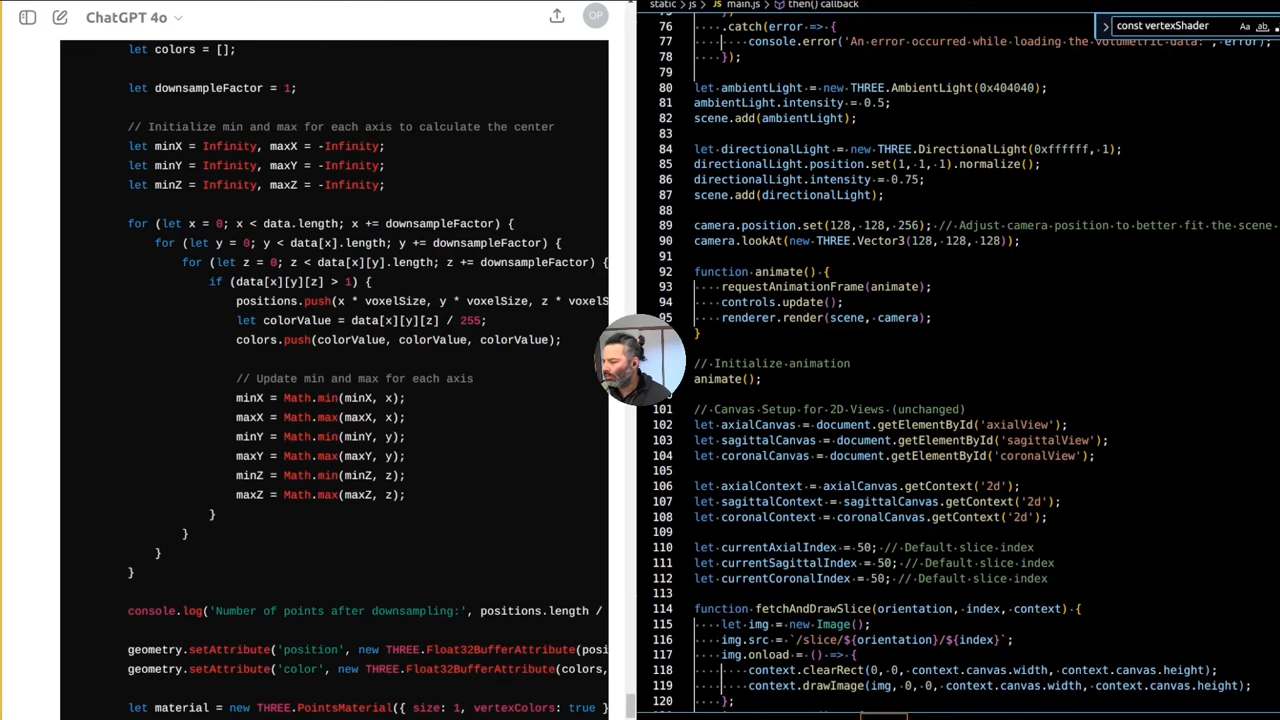 ChatGPT 4o
OP
let colors = [];
let downsampleFactor = 1;
// Initialize min and max for each axis to calculate the center
let minX = Infinity, maxX = -Infinity;
let minY = Infinity, maxY = -Infinity;
let minZ = Infinity, maxZ = -Infinity;
for (let x = 0; x < data.length; x += downsampleFactor) {
for (let y = 0; y < data[x].length; y += downsampleFactor) {
for (let z = 0; z < data[x][y].length; z += downsampleFactor) {
if (data[x][y][z] > 1) {
positions.push(x * voxelSize, y * voxelSize, z * voxelS
let colorValue = data[x][y][z] / 255;
colors.push(colorValue, colorValue, colorValue);
// Update min and max for each axis
minX = Math.min(minX, x);
maxX = Math.max(maxX, x);
minY = Math.min(minY, y);
maxY = Math.max(maxY, y);
minZ = Math.min(minZ, z);
maxZ = Math.max(maxZ, z);
}
}
}
}
console.log('Number of points after downsampling:', positions.length /
geometry.setAttribute('position', new THREE.Float32BufferAttribute(posi
geometry.setAttribute('color', new THREE.Float32BufferAttribute(colors,
let material = new THREE.PointsMaterial({ size: 1, vertexColors: true }
static > js > main.js > then() callback
const vertexShader
Aa
ab
76 .catch(error => {
77 console.error('An error occurred while loading the volumetric data:', error);
78 });
79
80 let ambientLight = new THREE.AmbientLight(0x404040);
81 ambientLight.intensity = 0.5;
82 scene.add(ambientLight);
83
84 let directionalLight = new THREE.DirectionalLight(0xffffff, 1);
85 directionalLight.position.set(1, 1, 1).normalize();
86 directionalLight.intensity = 0.75;
87 scene.add(directionalLight);
88
89 camera.position.set(128, 128, 256); // Adjust camera position to better fit the scene
90 camera.lookAt(new THREE.Vector3(128, 128, 128));
91
92 function animate() {
93 requestAnimationFrame(animate);
94 controls.update();
95 renderer.render(scene, camera);
}
// Initialize animation
animate();
101 // Canvas Setup for 2D Views (unchanged)
102 let axialCanvas = document.getElementById('axialView');
103 let sagittalCanvas = document.getElementById('sagittalView');
104 let coronalCanvas = document.getElementById('coronalView');
105
106 let axialContext = axialCanvas.getContext('2d');
107 let sagittalContext = sagittalCanvas.getContext('2d');
108 let coronalContext = coronalCanvas.getContext('2d');
109
110 let currentAxialIndex = 50; // Default slice index
111 let currentSagittalIndex = 50; // Default slice index
112 let currentCoronalIndex = 50; // Default slice index
113
114 function fetchAndDrawSlice(orientation, index, context) {
115 let img = new Image();
116 img.src = `/slice/${orientation}/${index}`;
117 img.onload = () => {
118 context.clearRect(0, 0, context.canvas.width, context.canvas.height);
119 context.drawImage(img, 0, 0, context.canvas.width, context.canvas.height);
120 };